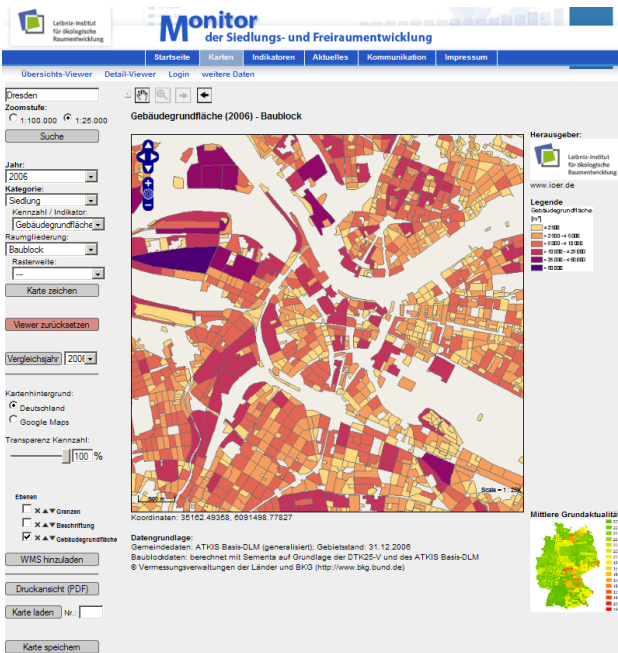 Leibniz-Institut
für ökologische
Raumentwicklung
Monitor
der Siedlungs- und Freiraumentwicklung
Startseite Karten Indikatoren Aktuelles Kommunikation Impressum
Übersichts-Viewer Detail-Viewer Login weitere Daten
Dresden
Zoomstufe:
1:100.000 1:25.000
Suche
Jahr:
2006
Kategorie:
Siedlung
Kennzahl / Indikator:
Gebäudegrundfläche
Raumgliederung:
Baublock
Rasterweite:
---
Karte zeichen
Viewer zurücksetzen
Vergleichsjahr
Kartenhintergrund:
Deutschland
Google Maps
Transparenz Kennzahl:
100 %
Ebenen
Grenzen
Beschriftung
Gebäudegrundfläche
WMS hinzuladen
Druckansicht (PDF)
Karte laden Nr.:
Karte speichern
Gebäudegrundfläche (2006) - Baublock
500 m
Scale = 1 : 25K
Koordinaten: 35162.49368, 6091498.77827
Datengrundlage:
Gemeindedaten: ATKIS Basis-DLM (generalisiert); Gebietsstand: 31.12.2006
Baublockdaten: berechnet mit Sementa auf Grundlage der DTK25-V und des ATKIS Basis-DLM
® Vermessungsverwaltungen der Länder und BKG (http://www.bkg.bund.de)
Herausgeber:
Leibniz-Institut
für ökologische
Raumentwicklung
www.ioer.de
Legende
Gebäudegrundfläche
[m²]
Mittlere Grundaktualität